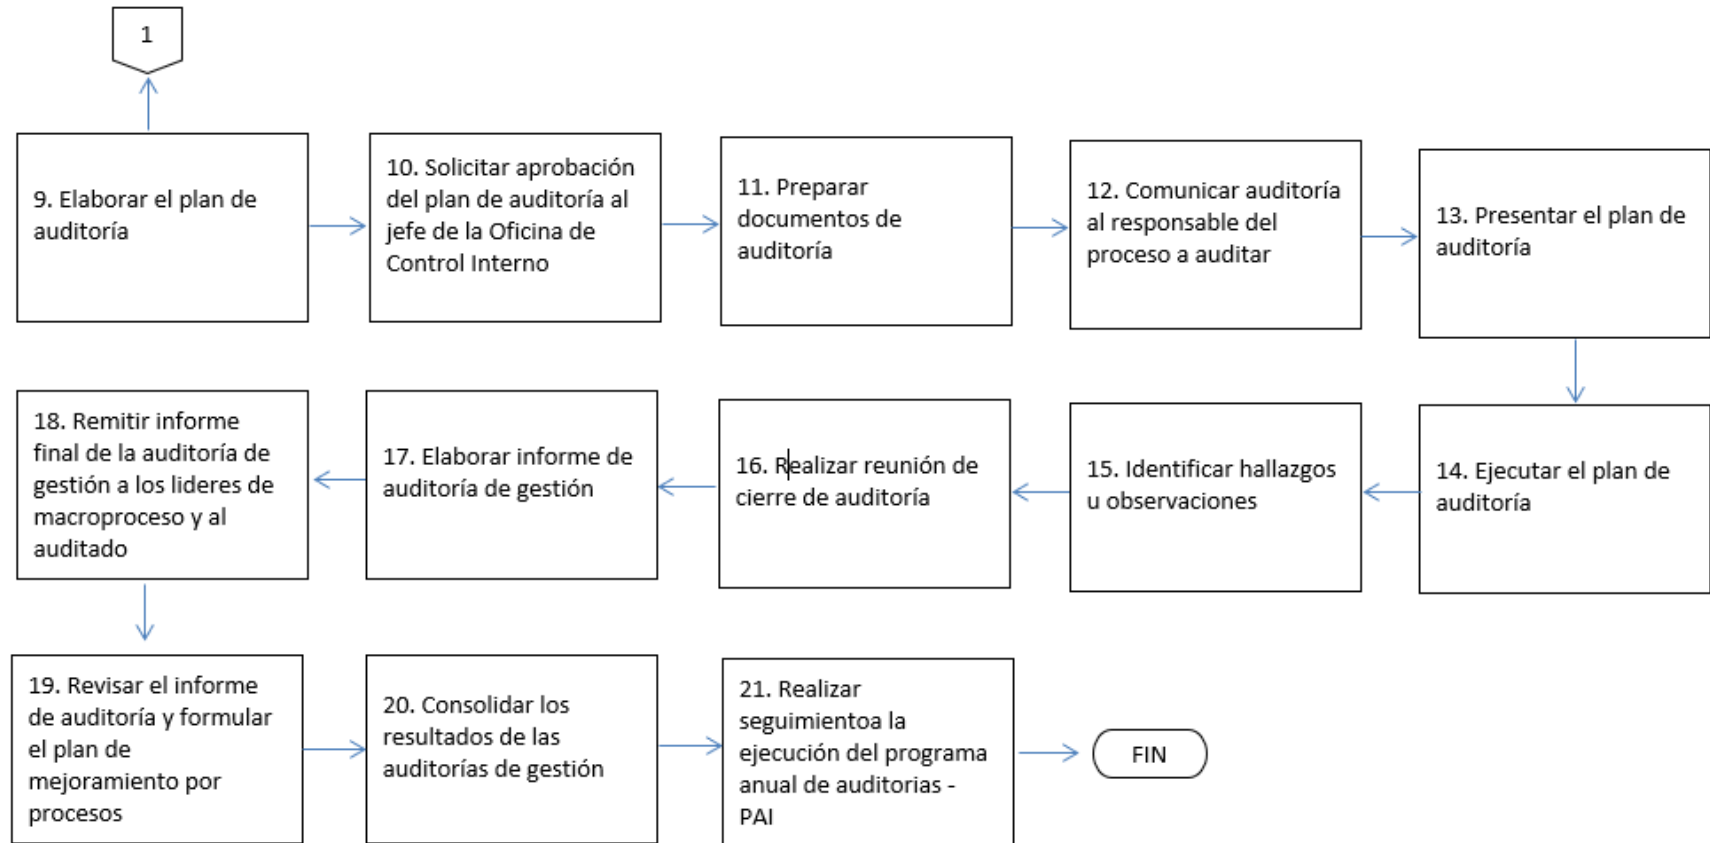 1
9. Elaborar el plan de
auditoría
10. Solicitar aprobación
del plan de auditoría al
jefe de la Oficina de
Control Interno
11. Preparar
documentos de
auditoría
12. Comunicar auditoría
al responsable del
proceso a auditar
13. Presentar el plan de
auditoría
14. Ejecutar el plan de
auditoría
15. Identificar hallazgos
u observaciones
16. Realizar reunión de
cierre de auditoría
17. Elaborar informe de
auditoría de gestión
18. Remitir informe
final de la auditoría de
gestión a los lideres de
macroproceso y al
auditado
19. Revisar el informe
de auditoría y formular
el plan de
mejoramiento por
procesos
20. Consolidar los
resultados de las
auditorías de gestión
21. Realizar
seguimientoa la
ejecución del programa
anual de auditorias -
PAI
FIN